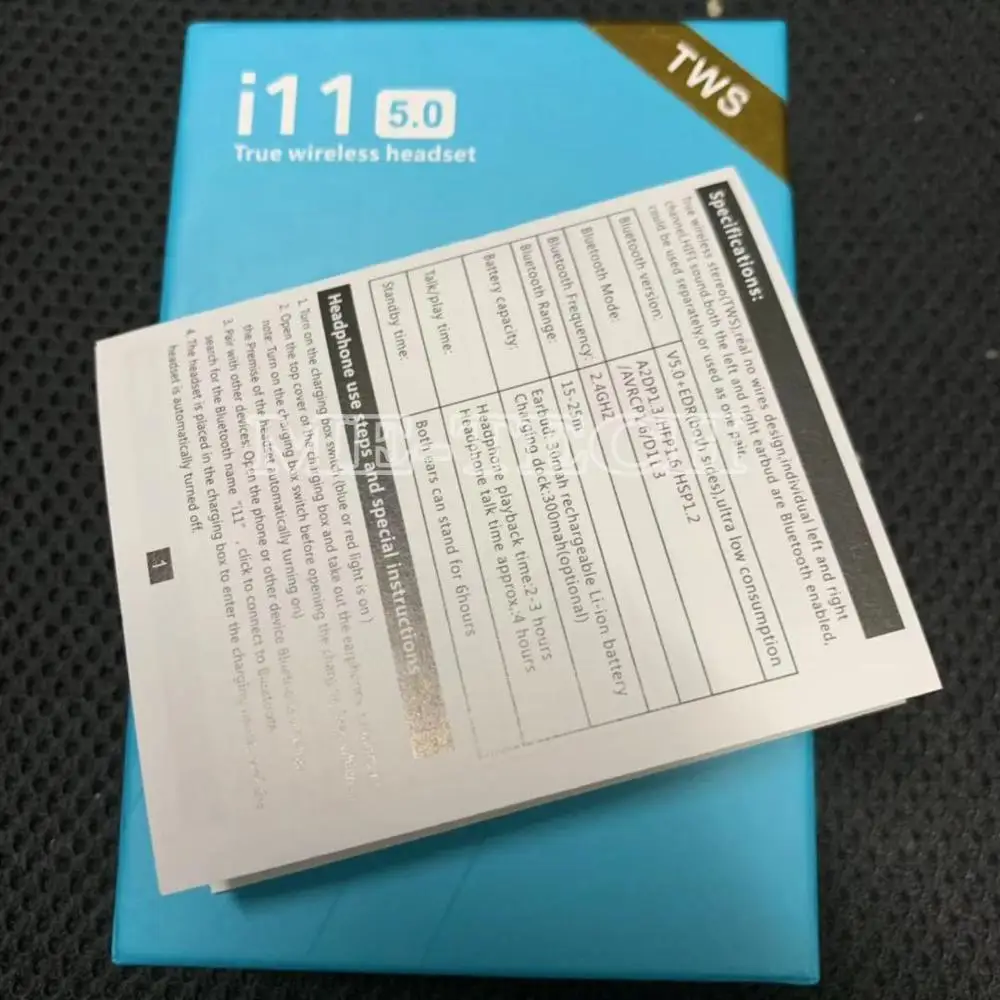 i11 5.0
TWS
True wireless headset
Specifications:
True wireless stereo(TWS),real no wires design,individual left and right
channel,HIFI sound,both the left and right earbud are Bluetooth enabled,
could be used separately,or used as one pair.
Bluetooth version: V5.0+EDR(both sides),ultra low consumption
Bluetooth Mode: A2DP1.3/HFP1.6/HSP1.2
/AVRCP1.6/D11.3
Bluetooth Frequency: 2.4GHZ
Bluetooth Range: 15-25m
Battery capacity: Earbud: 30mah rechargeable Li-ion battery
Charging dock:300mah(optional)
Talk/play time: Headphone playback time:2-3 hours
Headphone talk time approx.:4 hours
Standby time: Both ears can stand for 6hours
Headphone use steps and special instructions
1. Turn on the charging box switch(blue or red light is on)
2. Open the top cover of the charging box and take out the earphones
note: Turn on the charging box switch before opening the charging box
the Premise of the headset automatically turning on)
3. Pair with other devices: Open the phone or other device Bluetooth
search for the Bluetooth name "i11" , click to connect to Bluetooth
4. The headset is placed in the charging box to enter the charging
headset is automatically turned off.
1
ME-TECH